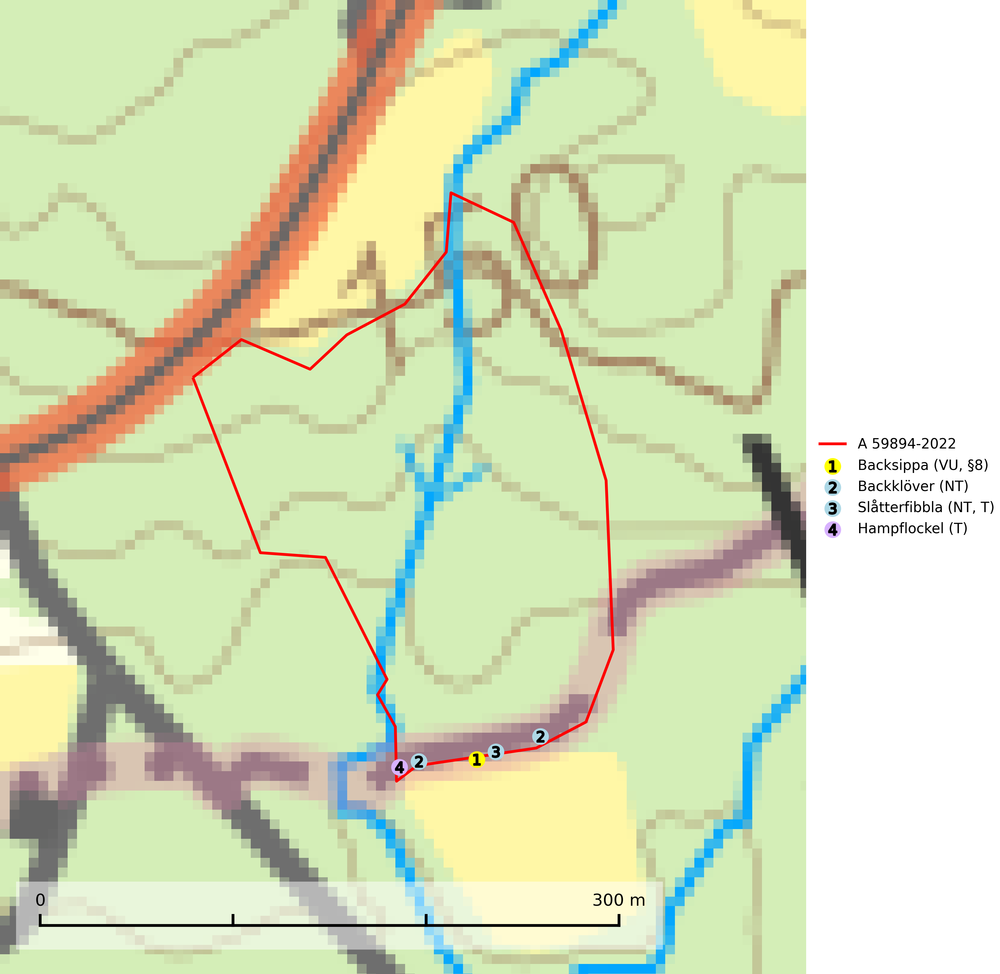 A 59894-2022
1 Backsippa (VU, §8)
2 Backklöver (NT)
3 Slåtterfibbla (NT, T)
4 Hampflockel (T)
2
3
1
2
4
0 300 m